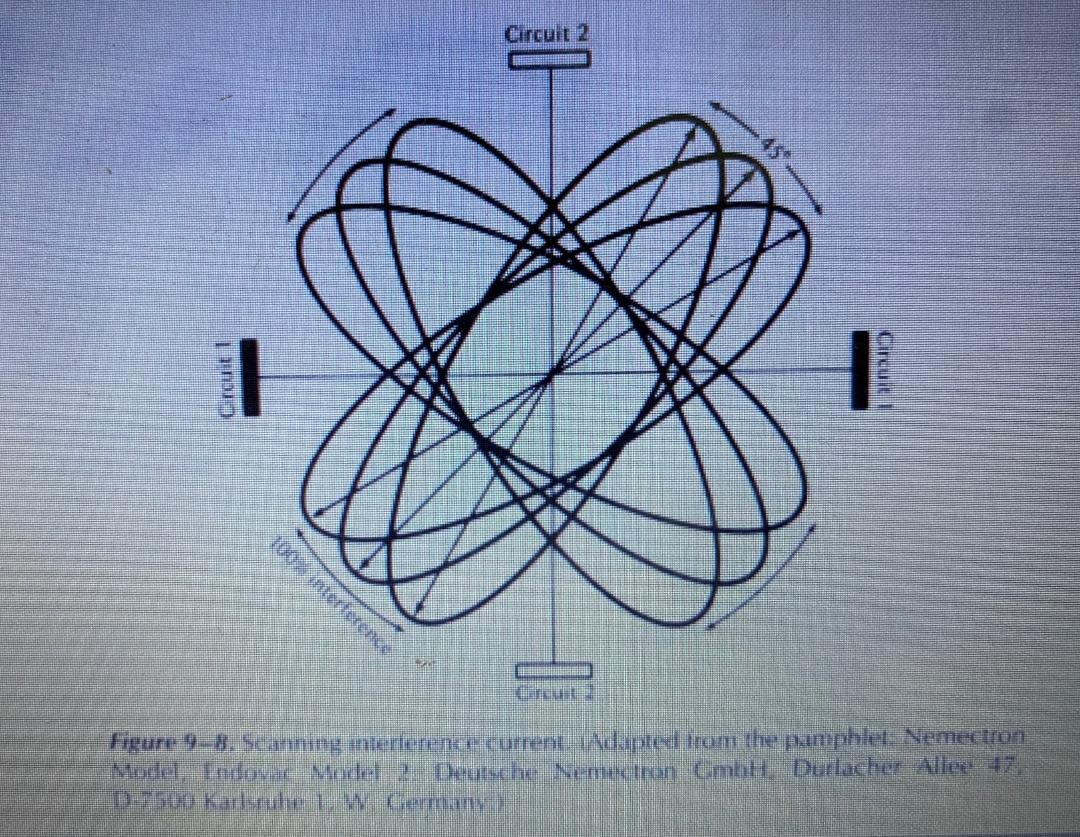 Circuit 2
45°
Circuit 1
Circuit 1
100% interference
Circuit 2
Figure 9–8. Scanning interference current. (Adapted from the pamphlet: Nemectron
Model, Endovac Model 2. Deutsche Nemectron GmbH, Durlacher Allee 47,
D-7500 Karlsruhe 1, W. Germany.)